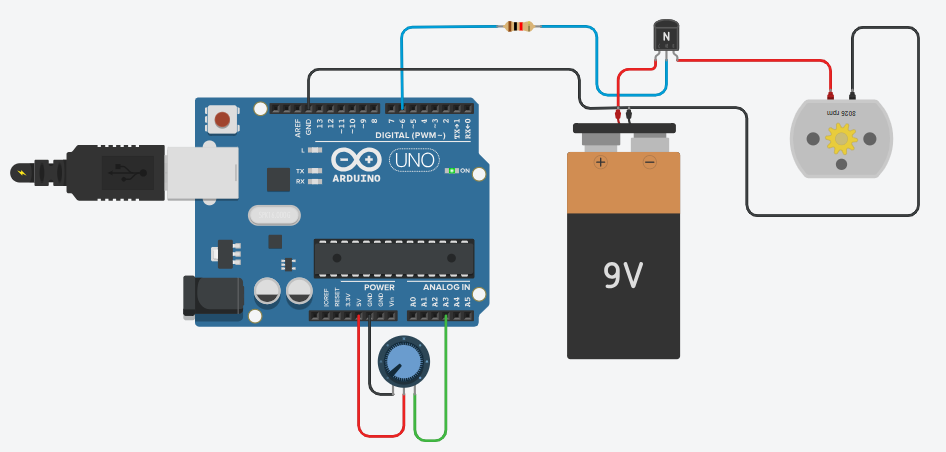 N
8026 rpm
AREF
GND
13
12
~11
~10
~9
8
7
~6
~5
4
~3
2
TX→1
RX←0
DIGITAL (PWM~)
L
TX
RX
UNO
ARDUINO
ON
+
−
9V
POWER
ANALOG IN
IOREF
RESET
3.3V
5V
GND
GND
Vin
A0
A1
A2
A3
A4
A5